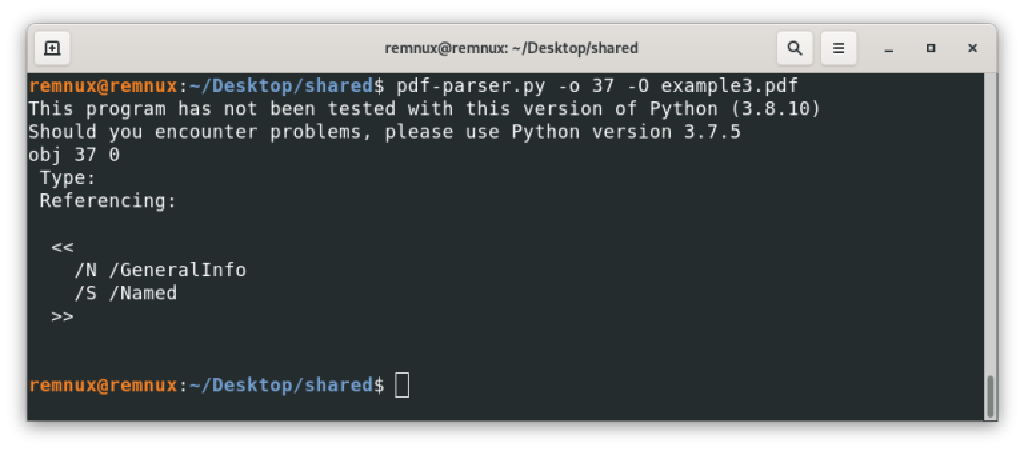 remnux@remnux: ~/Desktop/shared
remnux@remnux:~/Desktop/shared$ pdf-parser.py -o 37 -O example3.pdf
This program has not been tested with this version of Python (3.8.10)
Should you encounter problems, please use Python version 3.7.5
obj 37 0
Type:
Referencing:
<<
/N /GeneralInfo
/S /Named
>>
remnux@remnux:~/Desktop/shared$